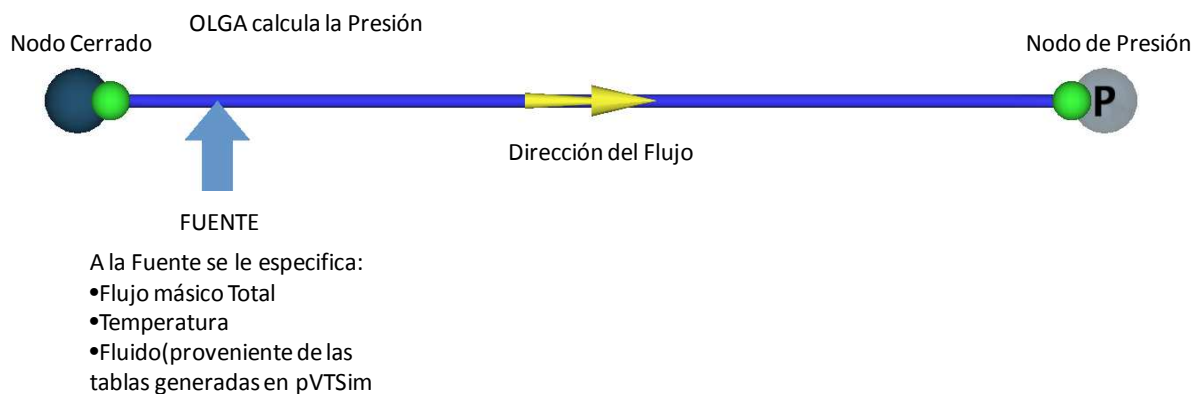 OLGA calcula la Presión
Nodo Cerrado
Nodo de Presión
P
Dirección del Flujo
FUENTE
A la Fuente se le especifica:
•Flujo másico Total
•Temperatura
•Fluido(proveniente de las
tablas generadas en pVTSim